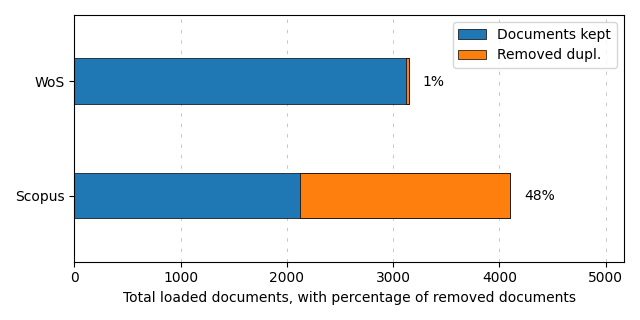 Documents kept
Removed dupl.
WoS
1%
Scopus
48%
0 1000 2000 3000 4000 5000
Total loaded documents, with percentage of removed documents